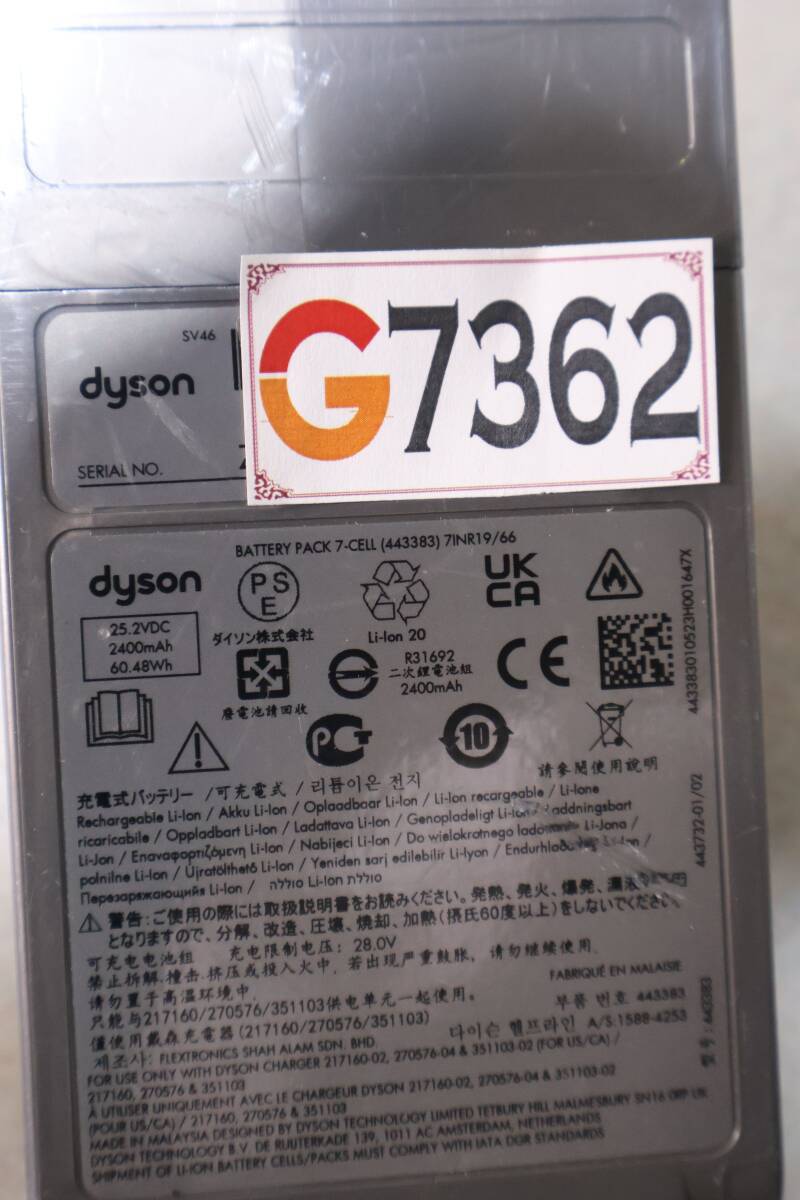 G7362
SV46
dyson
SERIAL NO.
BATTERY PACK 7-CELL (443383) 7INR19/66
dyson
PS
E
UK
CA
25.2VDC
2400mAh
60.48Wh
ダイソン株式会社
Li-Ion 20
R31692
二次鋰電池組
2400mAh
CE
廢電池請回收
PCT
10
請參閱使用說明
443383010523H001647X
443732-01/02
充電式バッテリー / 可充電式 / 리튬이온 전지
Rechargeable Li-Ion / Akku Li-Ion / Oplaadbaar Li-Ion / Li-Ion recargable / Li-Ione
ricaricabile / Oppladbart Li-Ion / Ladattava Li-Ion / Genopladeligt Li-Ion / Laddningsbart
Li-Jon / Επαναφορτιζόμενη Li-Ion / Nabíjecí Li-Ion / Do wielokrotnego ładowania Li-Jona /
polnilne Li-Ion / Újratölthető Li-Ion / Yeniden şarj edilebilir Li-Iyon / Li-Ion /
Перезаряжающийся Li-Ion / סוללה Li-Ion סוללת
警告:ご使用の際には取扱説明書をお読みください。発熱、発火、爆発、
となりますので、分解、改造、圧壊、焼却、加熱(摂氏60度以上)をしないでください。
可充电电池组 充电限制电压: 28.0V
禁止拆解、撞击、挤压或投入火中, 若出现严重鼓胀, 请勿继续使用.
请勿置于高温环境中.
FABRIQUÉ EN MALAISIE
只能与217160/270576/351103供电单元一起使用。
부품 번호 443383
僅使用戴森充電器(217160/270576/351103)
다이슨 헬프라인 A/S:1588-4253
제조사: FLEXTRONICS SHAH ALAM SDN. BHD.
型号: 443383
FOR USE ONLY WITH DYSON CHARGER 217160-02, 270576-04 & 351103-02 (FOR US/CA) /
217160, 270576 & 351103
À UTILISER UNIQUEMENT AVEC LE CHARGEUR DYSON 217160-02, 270576-04 & 351103-02
(POUR US/CA) / 217160, 270576 & 351103
MADE IN MALAYSIA DESIGNED BY DYSON TECHNOLOGY LIMITED TETBURY HILL MALMESBURY SN16 0RP UK
DYSON TECHNOLOGY B.V. DE RUIJTERKADE 139, 1011 AC AMSTERDAM, NETHERLANDS
SHIPMENT OF LI-ION BATTERY CELLS/PACKS MUST COMPLY WITH IATA DGR STANDARDS